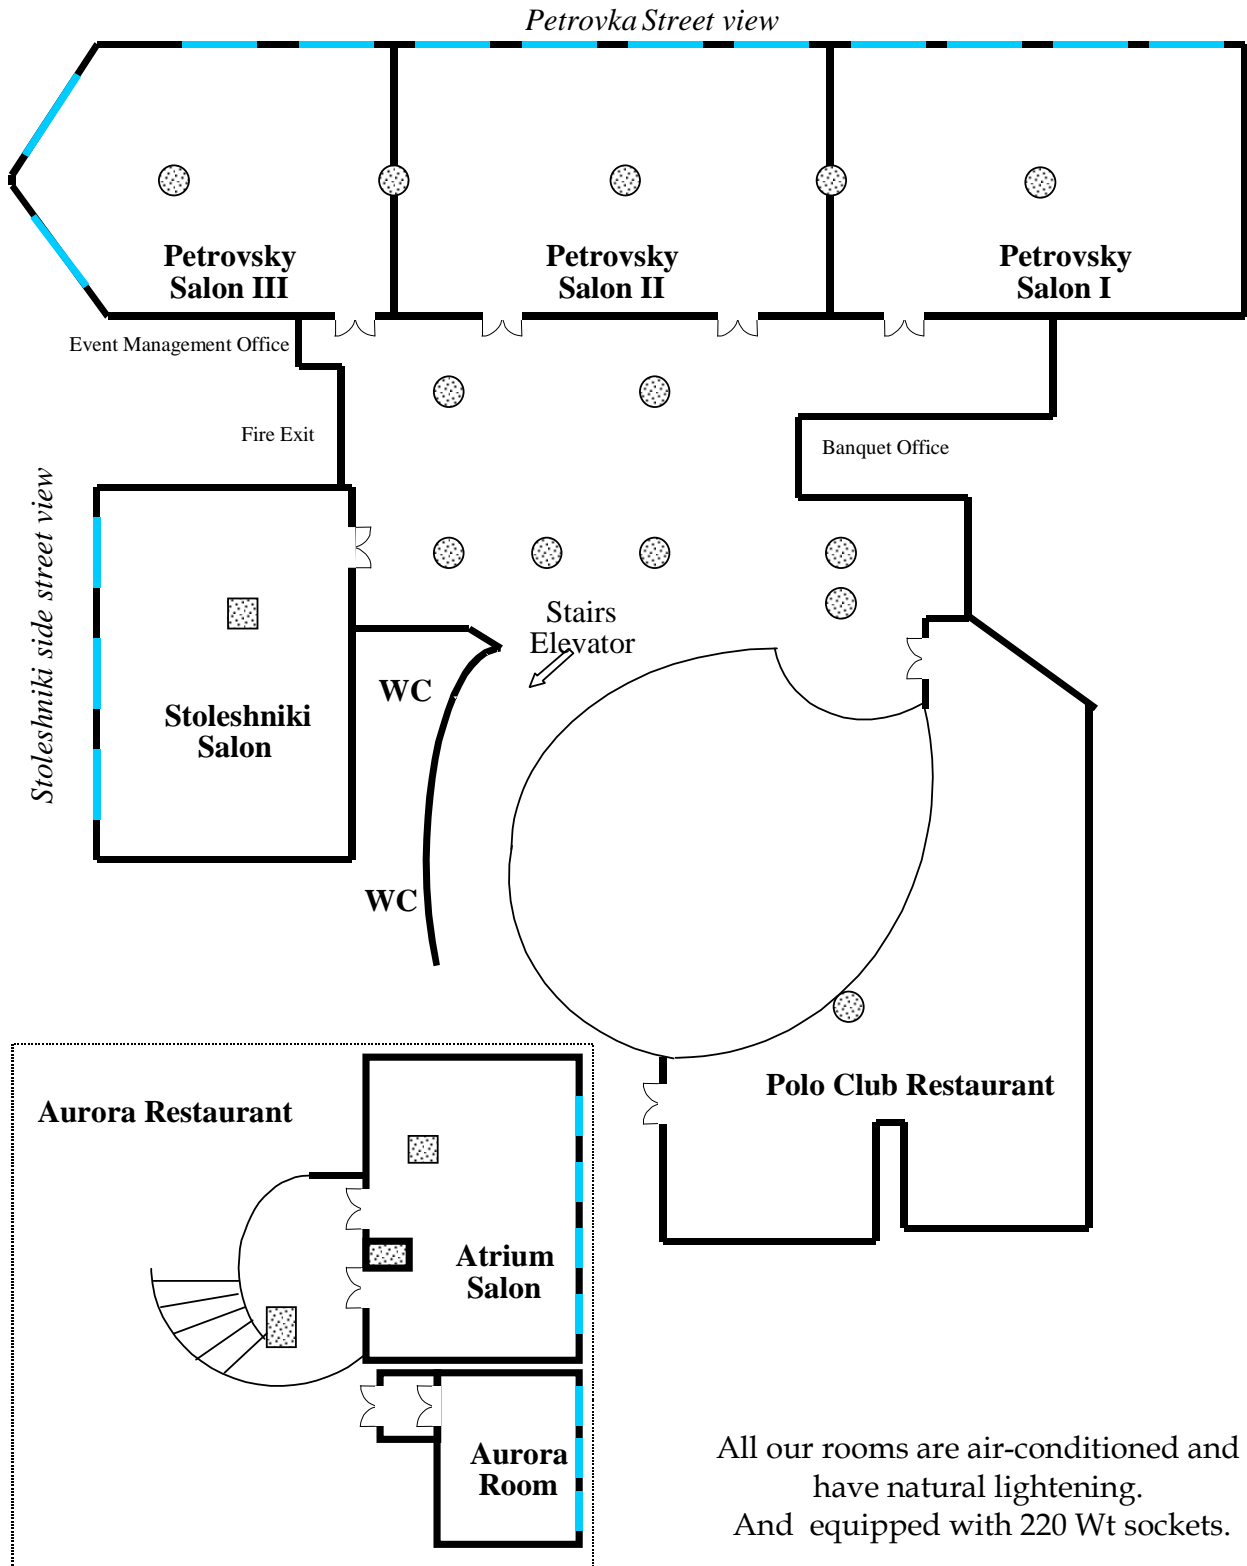 Petrovka Street view
Petrovsky
Salon III
Petrovsky
Salon II
Petrovsky
Salon I
Event Management Office
Fire Exit
Banquet Office
Stoleshniki side street view
Stairs
Elevator
WC
Stoleshniki
Salon
WC
Polo Club Restaurant
Aurora Restaurant
Atrium
Salon
Aurora
Room
All our rooms are air-conditioned and
have natural lightening.
And equipped with 220 Wt sockets.